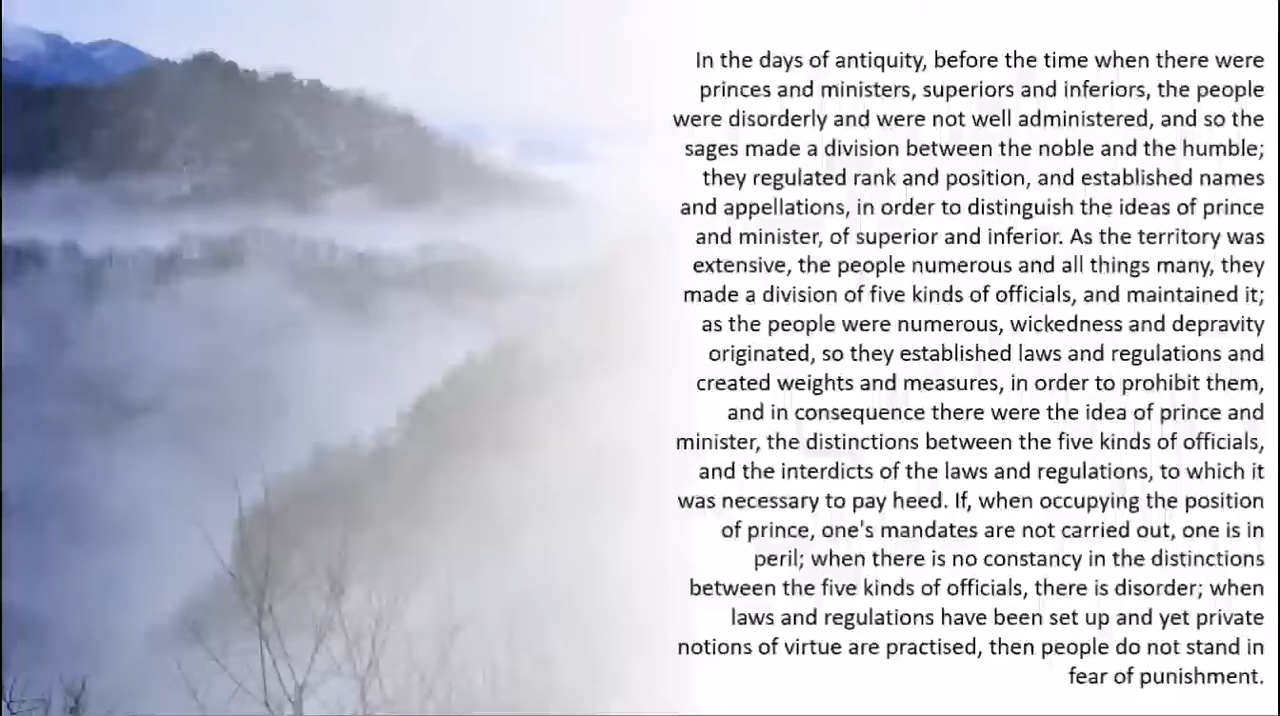 In the days of antiquity, before the time when there were
princes and ministers, superiors and inferiors, the people
were disorderly and were not well administered, and so the
sages made a division between the noble and the humble;
they regulated rank and position, and established names
and appellations, in order to distinguish the ideas of prince
and minister, of superior and inferior. As the territory was
extensive, the people numerous and all things many, they
made a division of five kinds of officials, and maintained it;
as the people were numerous, wickedness and depravity
originated, so they established laws and regulations and
created weights and measures, in order to prohibit them,
and in consequence there were the idea of prince and
minister, the distinctions between the five kinds of officials,
and the interdicts of the laws and regulations, to which it
was necessary to pay heed. If, when occupying the position
of prince, one's mandates are not carried out, one is in
peril; when there is no constancy in the distinctions
between the five kinds of officials, there is disorder; when
laws and regulations have been set up and yet private
notions of virtue are practised, then people do not stand in
fear of punishment.